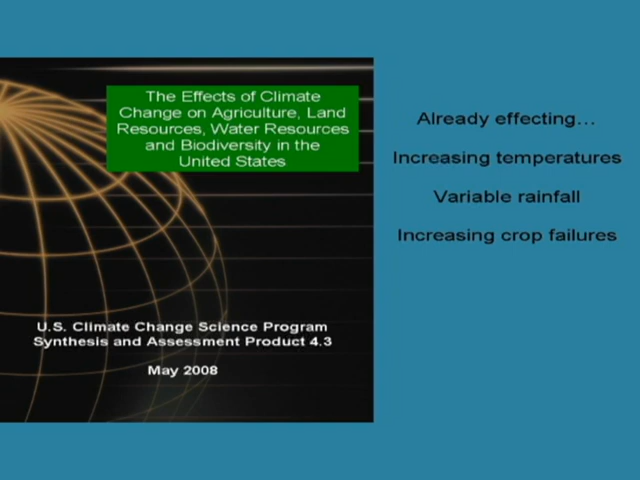 The Effects of Climate
Change on Agriculture, Land
Resources, Water Resources
and Biodiversity in the
United States
U.S. Climate Change Science Program
Synthesis and Assessment Product 4.3
May 2008
Already effecting...
Increasing temperatures
Variable rainfall
Increasing crop failures